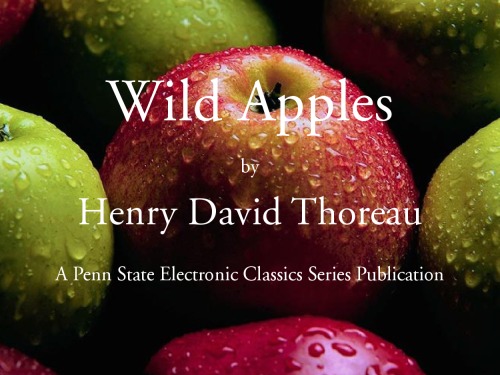 Wild Apples
by
Henry David Thoreau
A Penn State Electronic Classics Series Publication